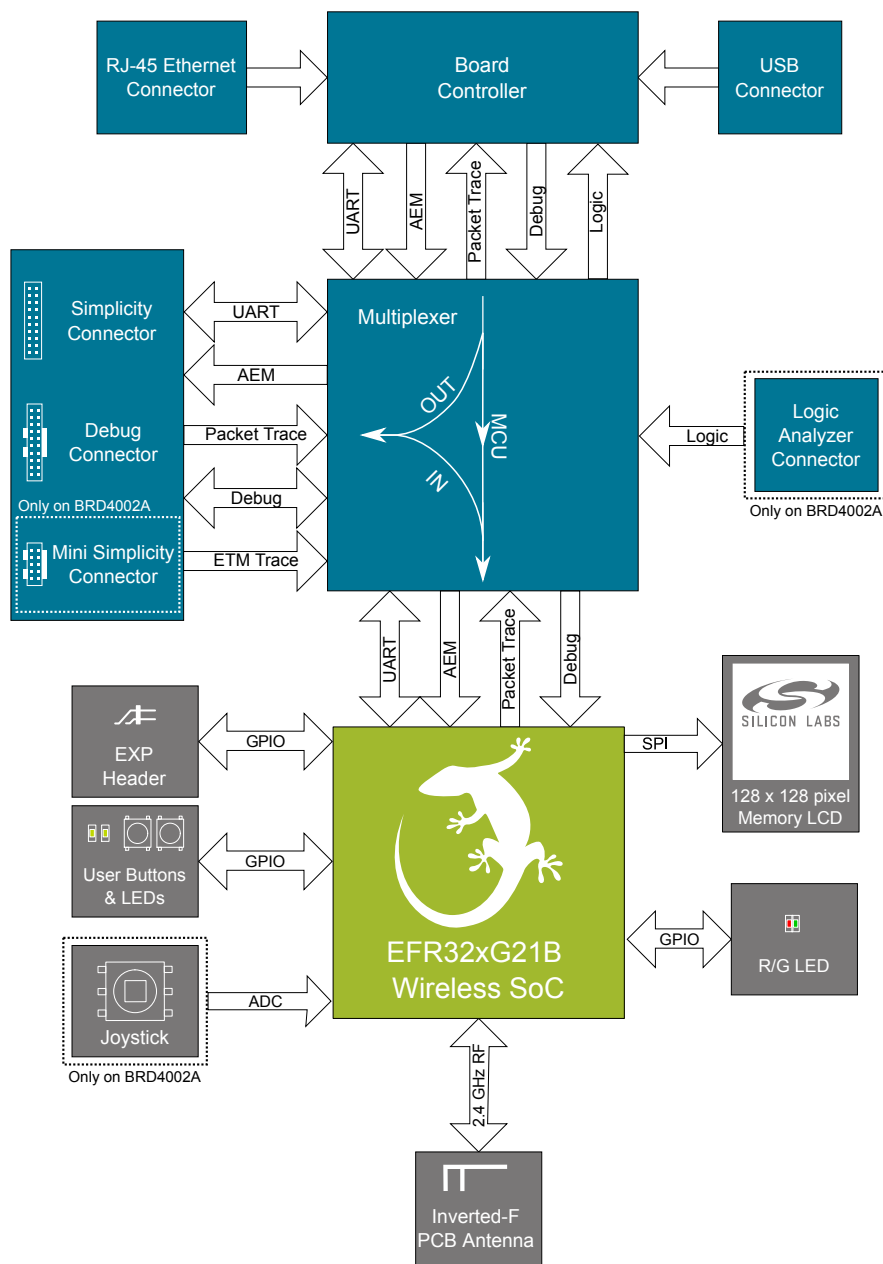 RJ-45 Ethernet
Connector
Board
Controller
USB
Connector
UART
AEM
Packet Trace
Debug
Logic
Simplicity
Connector
Debug
Connector
Only on BRD4002A
Mini Simplicity
Connector
UART
AEM
Packet Trace
Debug
ETM Trace
Multiplexer
OUT
IN
MCU
Logic
Logic
Analyzer
Connector
Only on BRD4002A
UART
AEM
Packet Trace
Debug
EXP
Header
GPIO
User Buttons
& LEDs
GPIO
Joystick
Only on BRD4002A
ADC
EFR32xG21B
Wireless SoC
SPI
SILICON LABS
128 x 128 pixel
Memory LCD
GPIO
R/G LED
2.4 GHz RF
Inverted-F
PCB Antenna